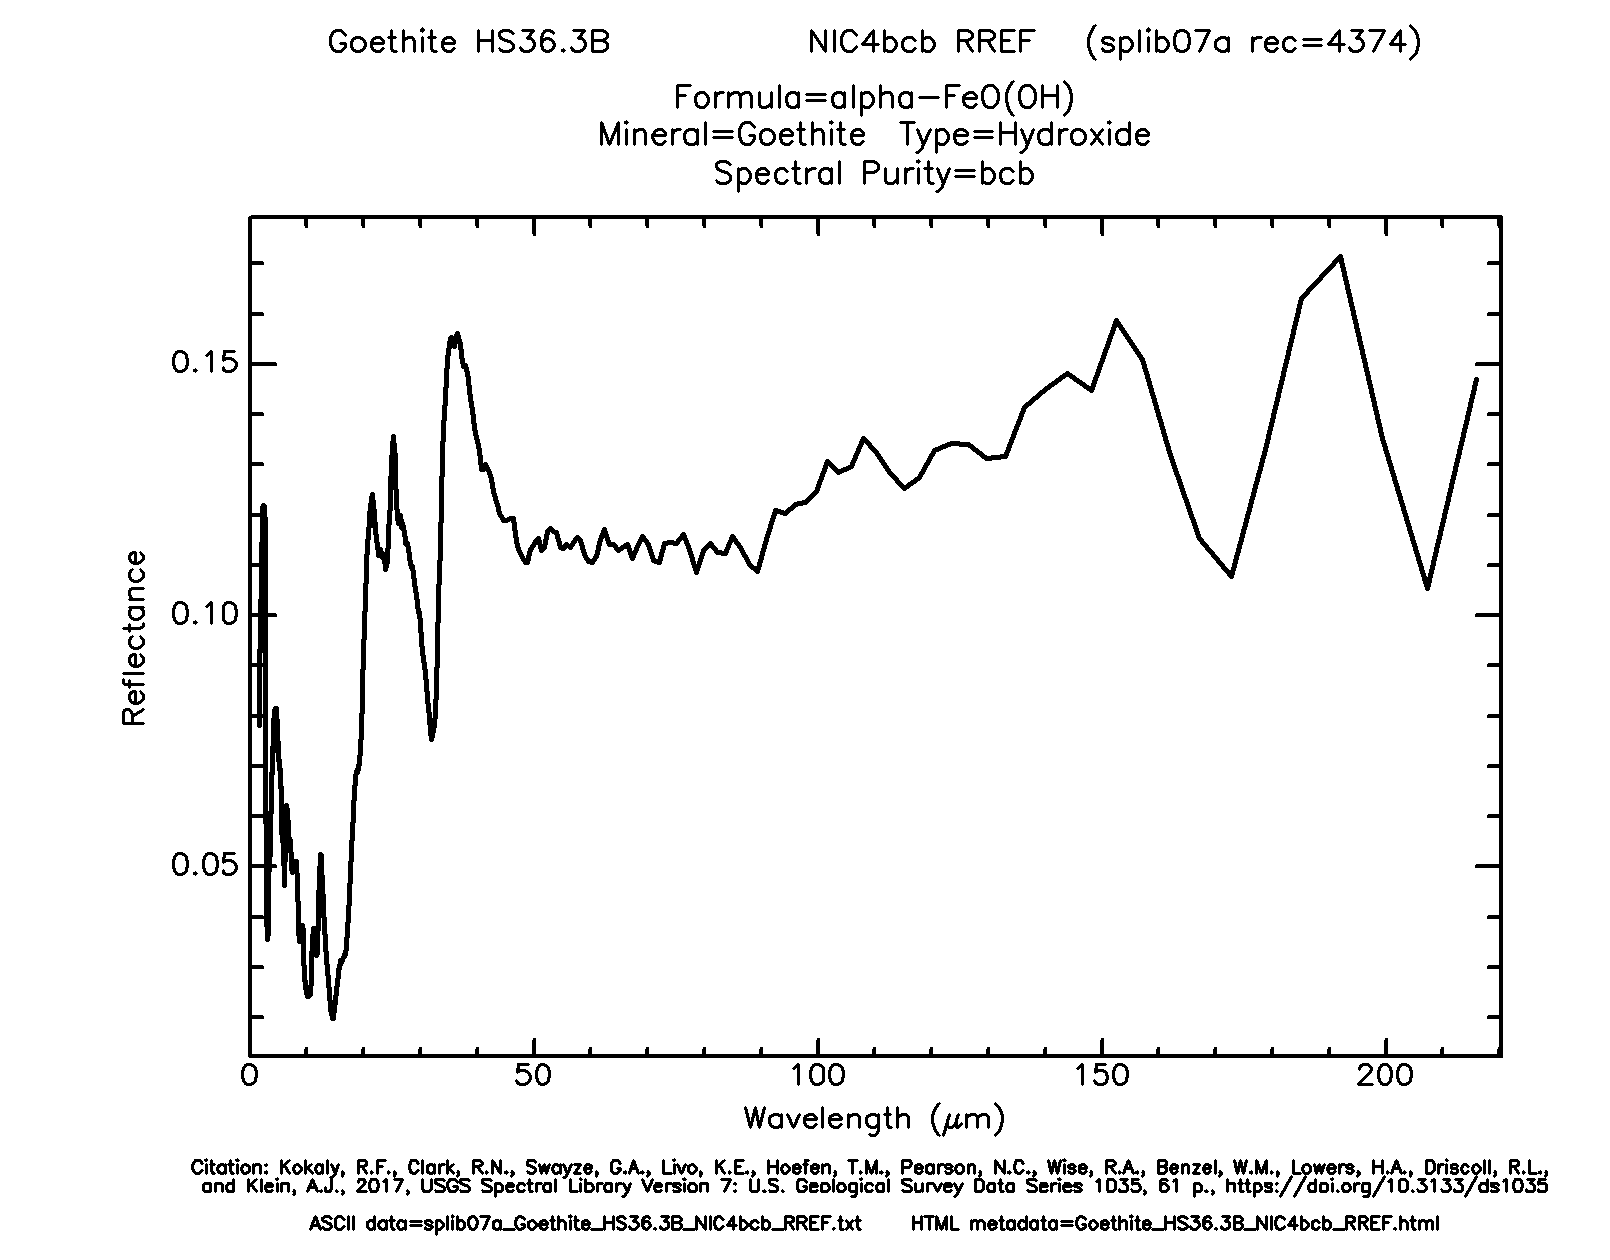 Goethite HS36.3B NIC4bcb RREF (splib07a rec=4374)
Formula=alpha-FeO(OH)
Mineral=Goethite Type=Hydroxide
Spectral Purity=bcb
0.15
0.10
0.05
Reflectance
0 50 100 150 200
Wavelength (μm)
Citation: Kokaly, R.F., Clark, R.N., Swayze, G.A., Livo, K.E., Hoefen, T.M., Pearson, N.C., Wise, R.A., Benzel, W.M., Lowers, H.A., Driscoll, R.L.,
and Klein, A.J., 2017, USGS Spectral Library Version 7: U.S. Geological Survey Data Series 1035, 61 p., https://doi.org/10.3133/ds1035
ASCII data=splib07a_Goethite_HS36.3B_NIC4bcb_RREF.txt HTML metadata=Goethite_HS36.3B_NIC4bcb_RREF.html